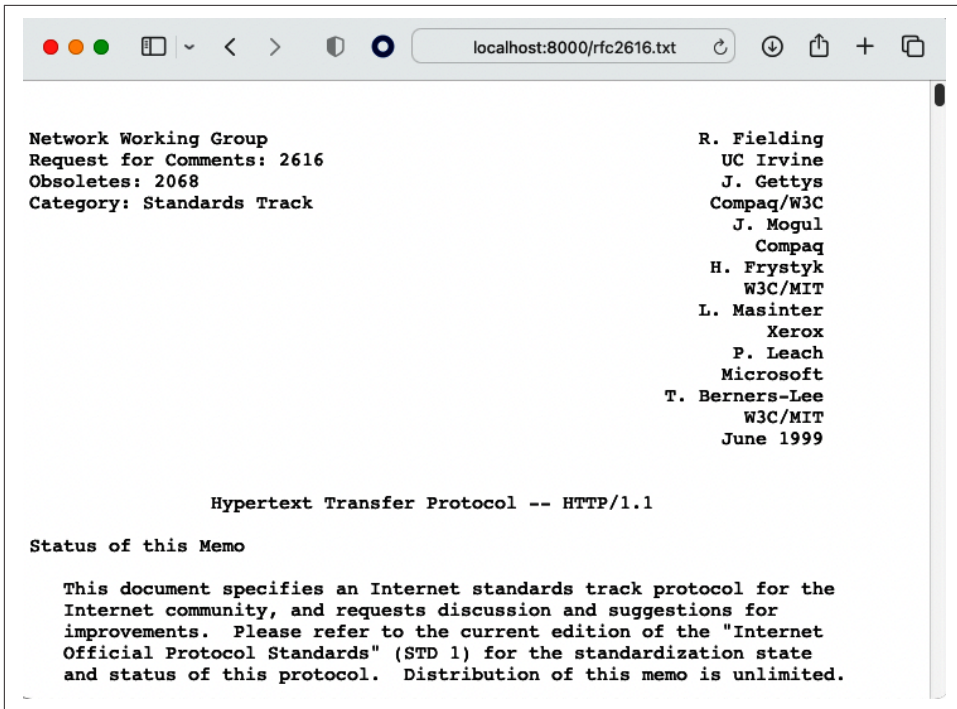 localhost:8000/rfc2616.txt
Network Working Group                                      R. Fielding
Request for Comments: 2616                                   UC Irvine
Obsoletes: 2068                                              J. Gettys
Category: Standards Track                                   Compaq/W3C
J. Mogul
Compaq
H. Frystyk
W3C/MIT
L. Masinter
Xerox
P. Leach
Microsoft
T. Berners-Lee
W3C/MIT
June 1999
Hypertext Transfer Protocol -- HTTP/1.1
Status of this Memo
This document specifies an Internet standards track protocol for the
Internet community, and requests discussion and suggestions for
improvements.  Please refer to the current edition of the "Internet
Official Protocol Standards" (STD 1) for the standardization state
and status of this protocol.  Distribution of this memo is unlimited.